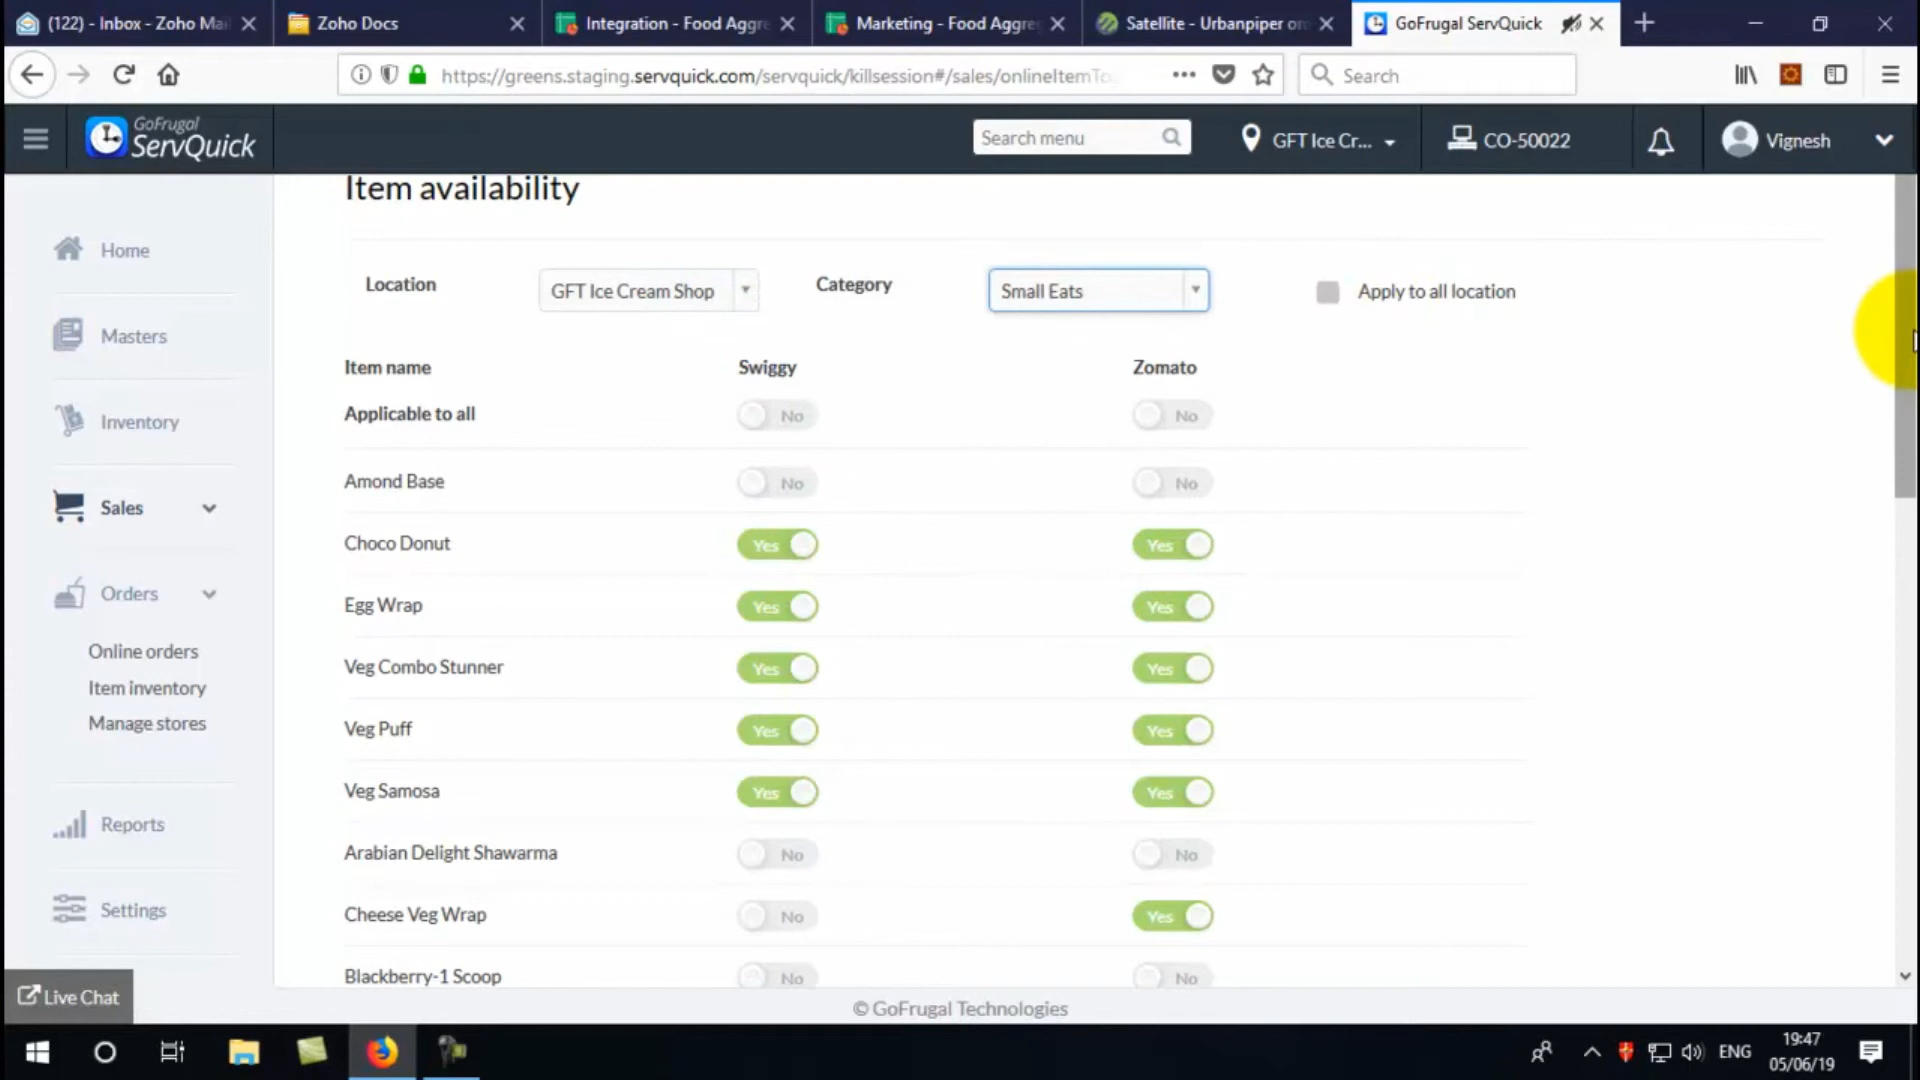 (122) - Inbox - Zoho Mai
Zoho Docs
Integration - Food Aggre
Marketing - Food Aggre
Satellite - Urbanpiper om
GoFrugal ServQuick
https://greens.staging.servquick.com/servquick/killsession#/sales/onlineItemTo
Search
GoFrugal
ServQuick
Search menu
GFT Ice Cr...
CO-50022
Vignesh
Item availability
Home
Location
GFT Ice Cream Shop
Category
Small Eats
Apply to all location
Masters
Item name
Swiggy
Zomato
Applicable to all
No
No
Inventory
Amond Base
No
No
Sales
Choco Donut
Yes
Yes
Orders
Egg Wrap
Yes
Yes
Online orders
Veg Combo Stunner
Yes
Yes
Item inventory
Manage stores
Veg Puff
Yes
Yes
Veg Samosa
Yes
Yes
Reports
Arabian Delight Shawarma
No
No
Settings
Cheese Veg Wrap
No
Yes
Blackberry-1 Scoop
No
No
Live Chat
© GoFrugal Technologies
ENG
19:47
05/06/19